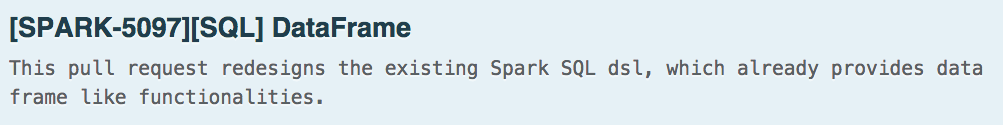 [SPARK-5097][SQL] DataFrame
This pull request redesigns the existing Spark SQL dsl, which already provides data
frame like functionalities.